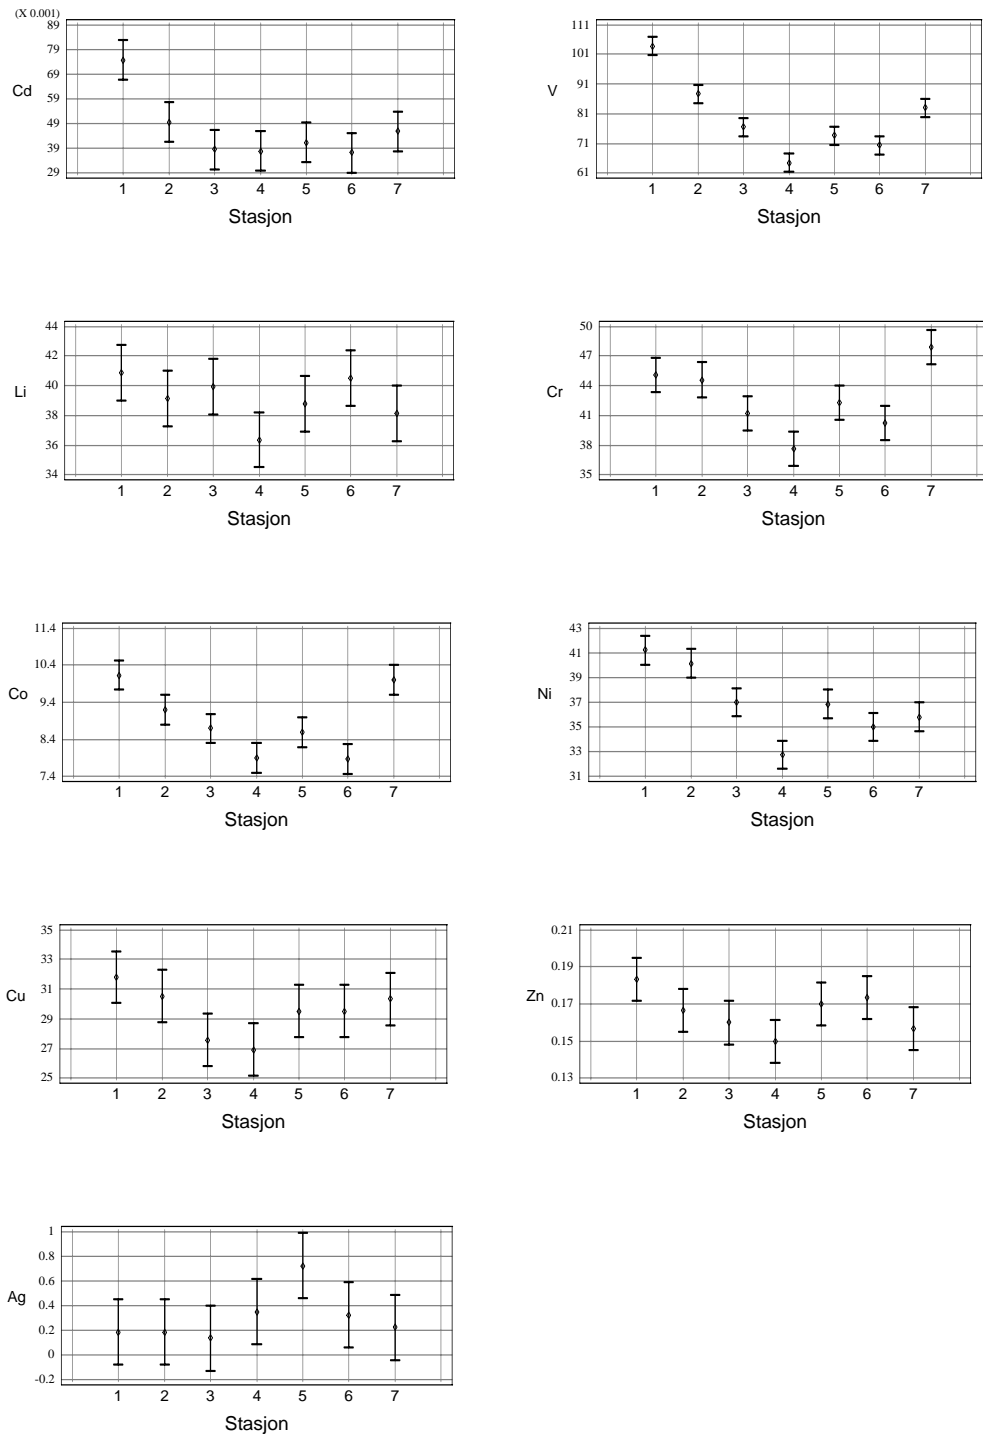 (X 0.001)
89
79
69
59
49
39
29
Cd
1 2 3 4 5 6 7
Stasjon
111
101
91
81
71
61
V
1 2 3 4 5 6 7
Stasjon
44
42
40
38
36
34
Li
1 2 3 4 5 6 7
Stasjon
50
47
44
41
38
35
Cr
1 2 3 4 5 6 7
Stasjon
11.4
10.4
9.4
8.4
7.4
Co
1 2 3 4 5 6 7
Stasjon
43
41
39
37
35
33
31
Ni
1 2 3 4 5 6 7
Stasjon
35
33
31
29
27
25
Cu
1 2 3 4 5 6 7
Stasjon
0.21
0.19
0.17
0.15
0.13
Zn
1 2 3 4 5 6 7
Stasjon
1
0.8
0.6
0.4
0.2
0
-0.2
Ag
1 2 3 4 5 6 7
Stasjon